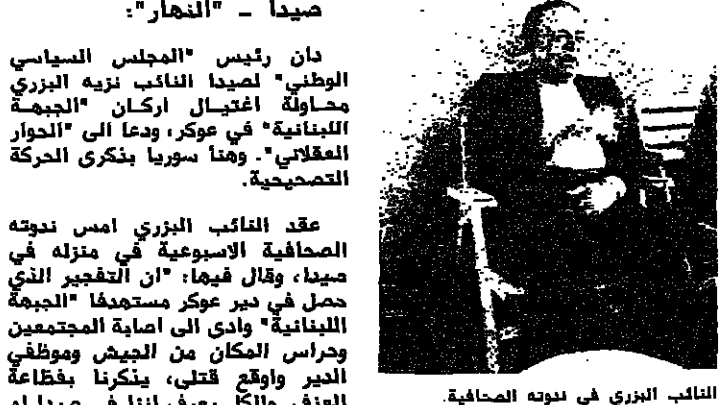 صيدا – "النهار":
دان رئيس "المجلس السياسي
الوطني" لصيدا النائب نزيه البزري
محاولة اغتيال اركان "الجبهة
اللبنانية" في عوكر، ودعا الى "الحوار
العقلاني". وهنأ سوريا بذكرى الحركة
التصحيحية.
عقد النائب البزري امس ندوته
الصحافية الاسبوعية في منزله في
صيدا، وقال فيها: "ان التفجير الذي
حصل في دير عوكر مستهدفا "الجبهة
اللبنانية" وادى الى اصابة المجتمعين
وحراس المكان من الجيش وموظفي
الدير واوقع قتلى، يذكرنا بفظاعة
النائب البزري في ندوته الصحافية.